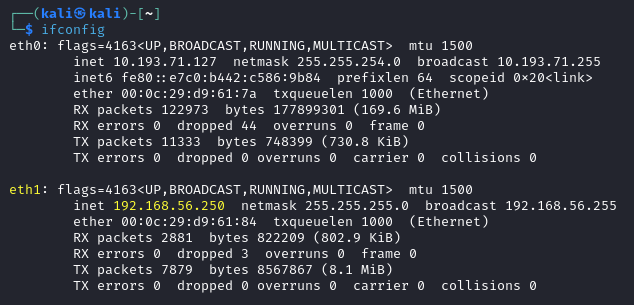 ┌──(kali㉿kali)-[~]
└─$ ifconfig
eth0: flags=4163<UP,BROADCAST,RUNNING,MULTICAST>  mtu 1500
        inet 10.193.71.127  netmask 255.255.254.0  broadcast 10.193.71.255
        inet6 fe80::e7c0:b442:c586:9b84  prefixlen 64  scopeid 0×20<link>
        ether 00:0c:29:d9:61:7a  txqueuelen 1000  (Ethernet)
        RX packets 122973  bytes 177899301 (169.6 MiB)
        RX errors 0  dropped 44  overruns 0  frame 0
        TX packets 11333  bytes 748399 (730.8 KiB)
        TX errors 0  dropped 0 overruns 0  carrier 0  collisions 0

eth1: flags=4163<UP,BROADCAST,RUNNING,MULTICAST>  mtu 1500
        inet 192.168.56.250  netmask 255.255.255.0  broadcast 192.168.56.255
        ether 00:0c:29:d9:61:84  txqueuelen 1000  (Ethernet)
        RX packets 2881  bytes 822209 (802.9 KiB)
        RX errors 0  dropped 3  overruns 0  frame 0
        TX packets 7879  bytes 8567867 (8.1 MiB)
        TX errors 0  dropped 0 overruns 0  carrier 0  collisions 0